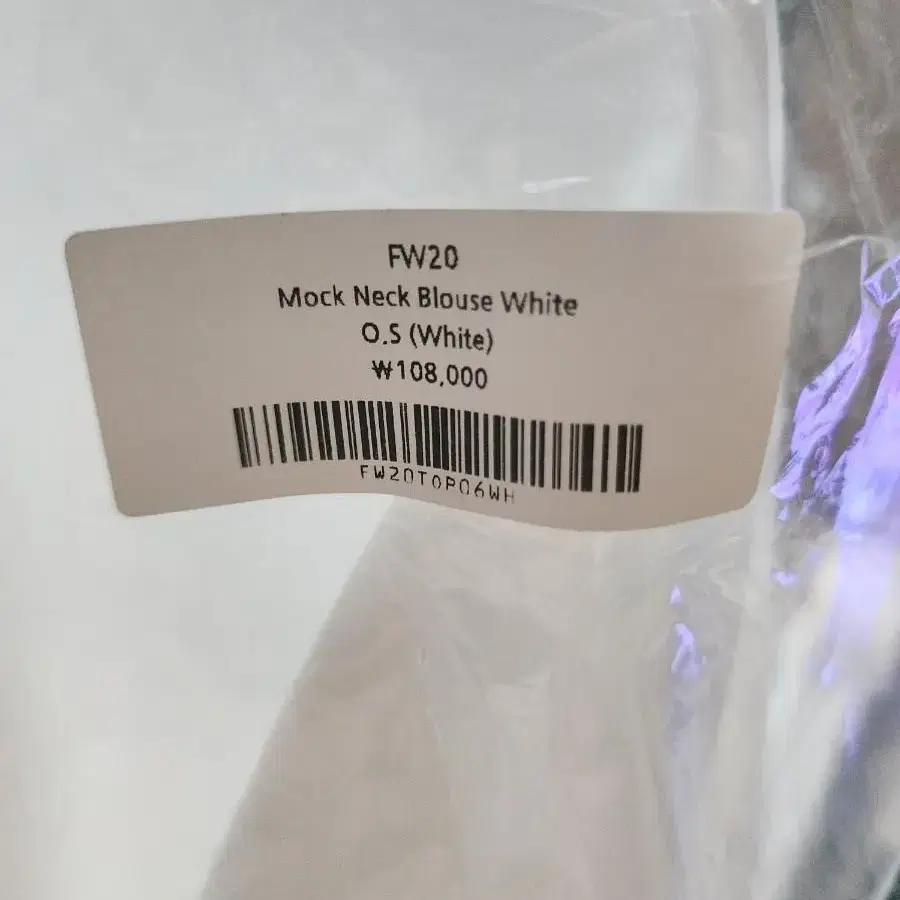 FW20
Mock Neck Blouse White
O.S (White)
₩108,000
FW20TOP06WH